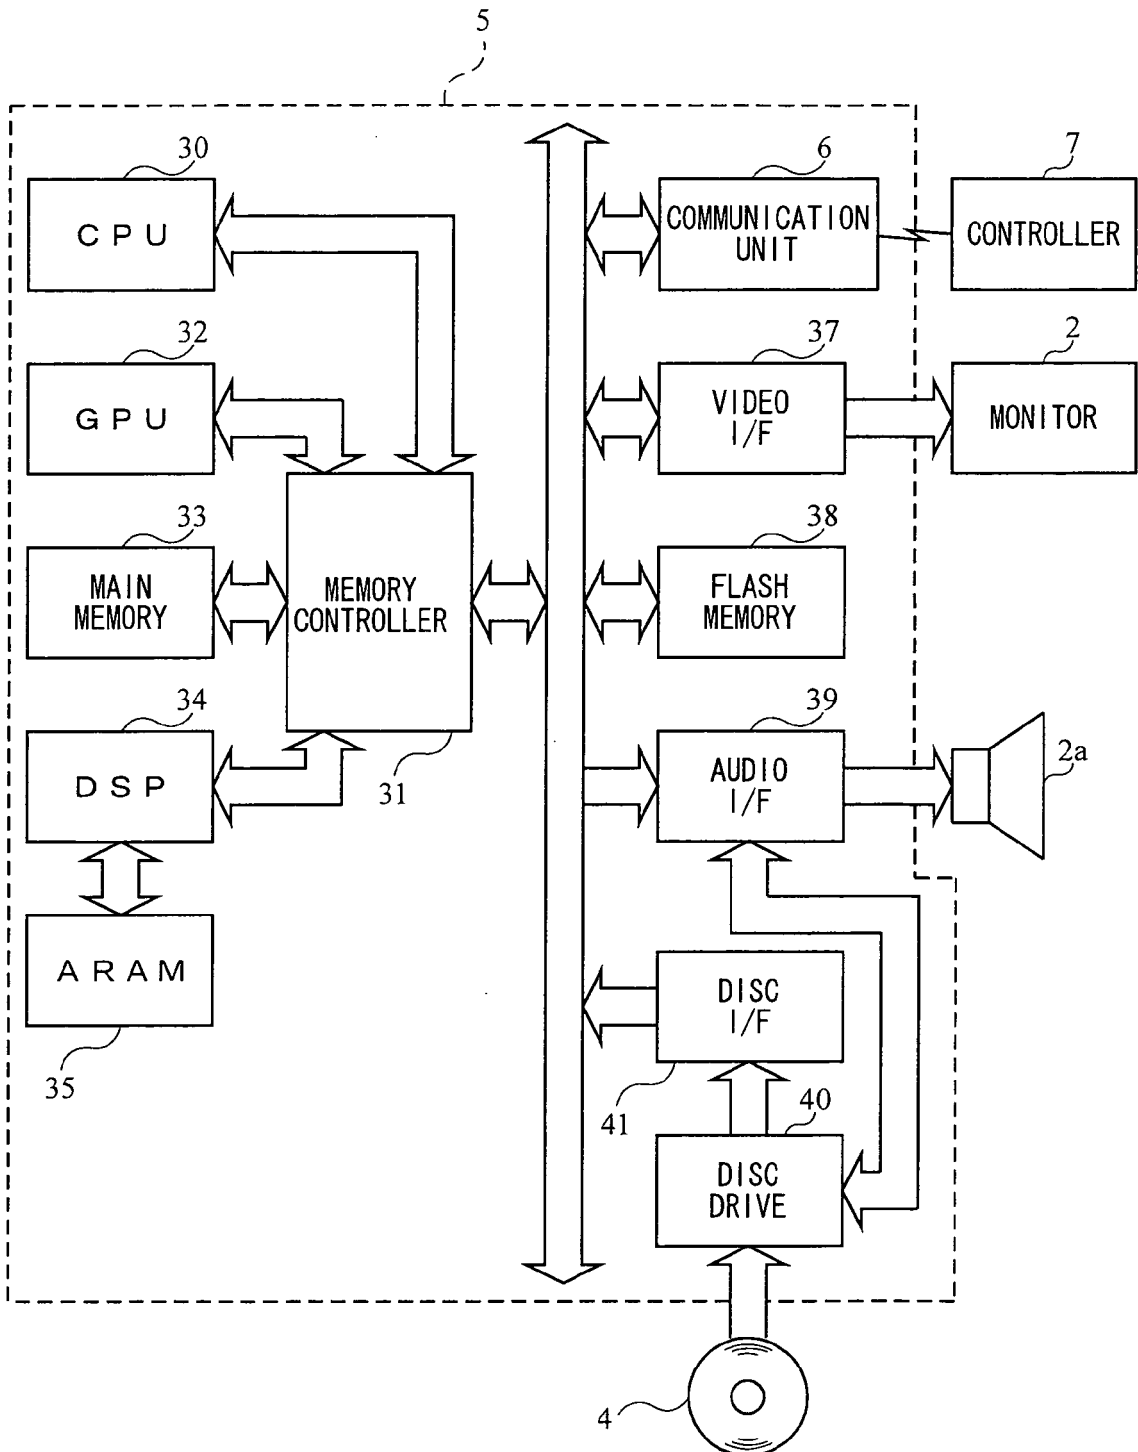 5
30
CPU
6
COMMUNICATION
UNIT
7
CONTROLLER
32
GPU
37
VIDEO
I/F
2
MONITOR
33
MAIN
MEMORY
MEMORY
CONTROLLER
31
38
FLASH
MEMORY
34
DSP
39
AUDIO
I/F
2a
ARAM
35
DISC
I/F
41
40
DISC
DRIVE
4